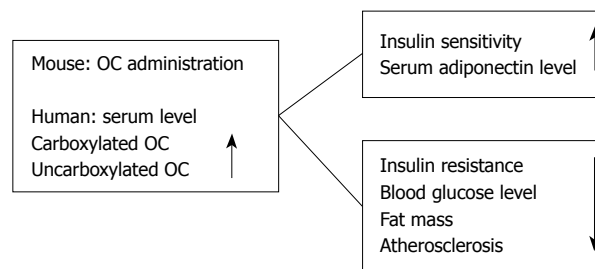 Mouse: OC administration
Human: serum level
Carboxylated OC
Uncarboxylated OC
Insulin sensitivity
Serum adiponectin level
Insulin resistance
Blood glucose level
Fat mass
Atherosclerosis